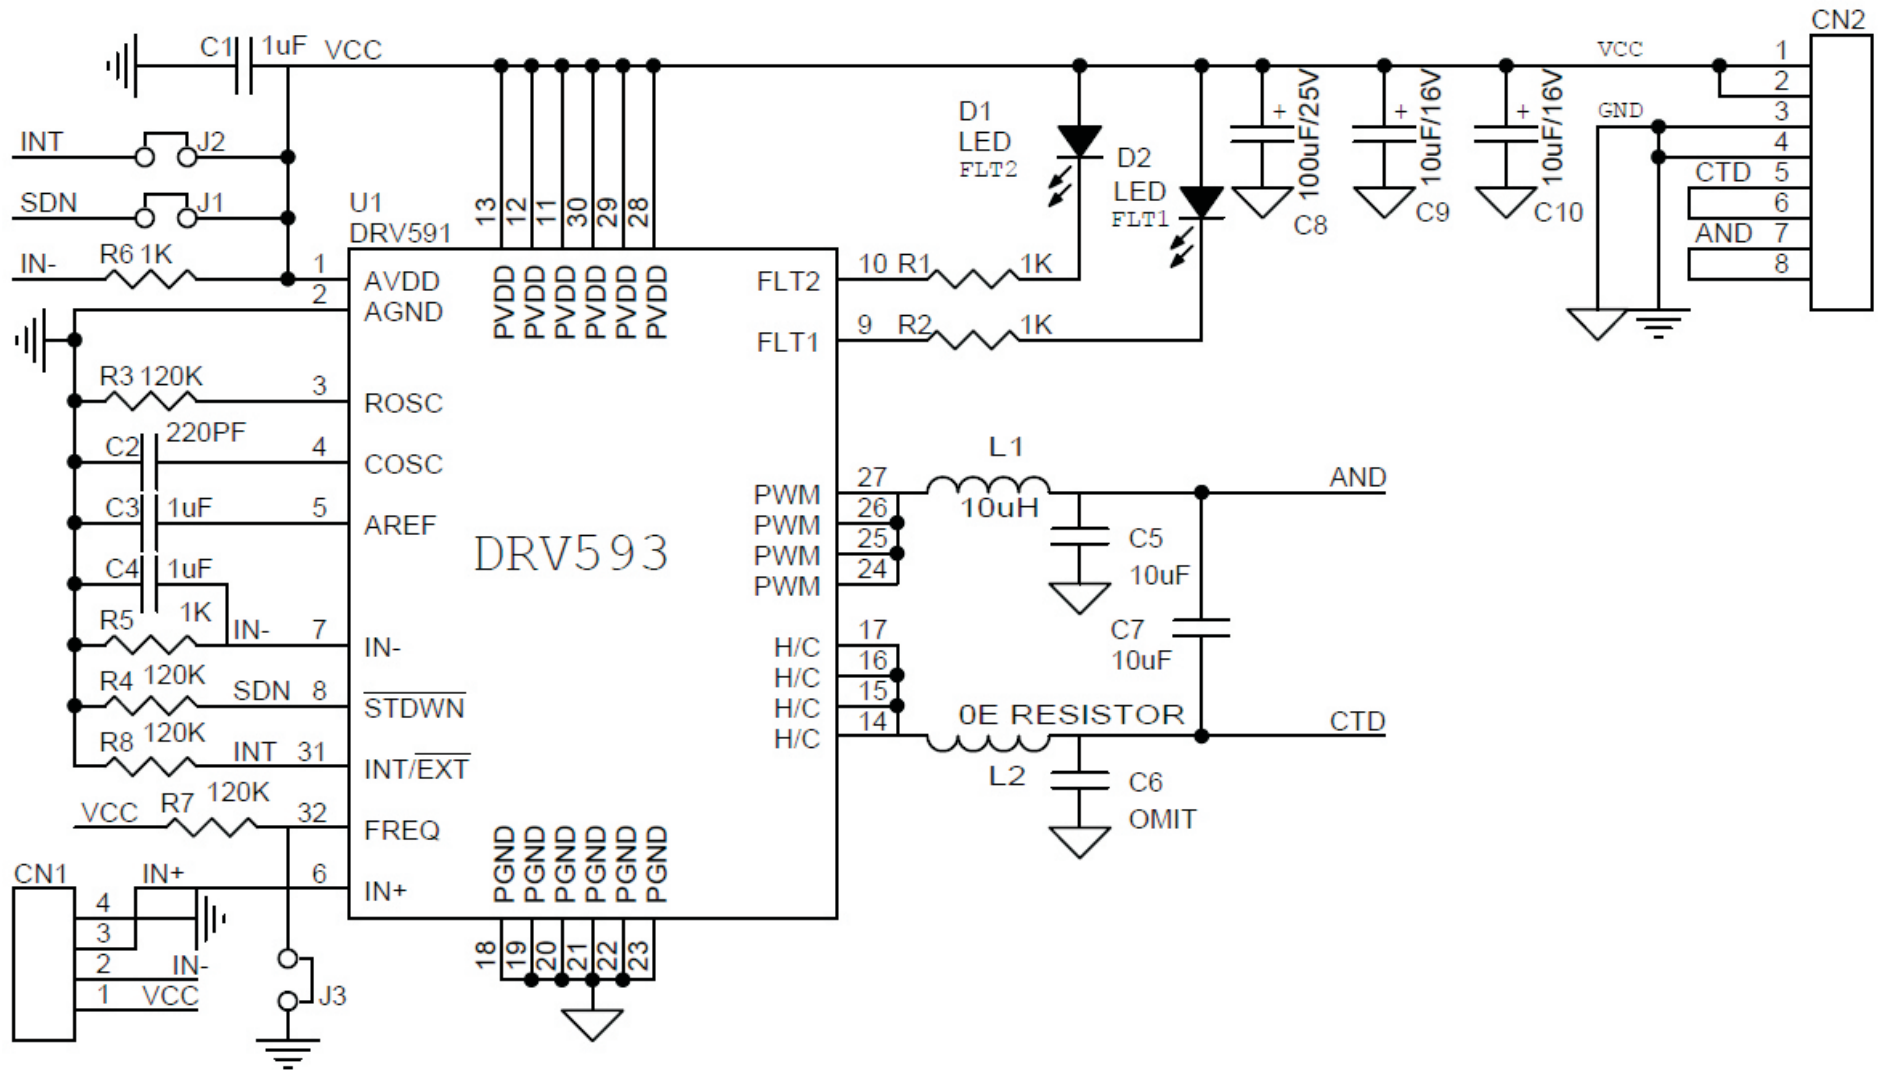 CN2
C1 1uF VCC
VCC 1
2
GND 3
4
CTD 5
6
AND 7
8
INT J2
SDN J1
IN- R6 1K
D1
LED
FLT2
D2
LED
FLT1
+ 100uF/25V
C8
+ 10uF/16V
C9
+ 10uF/16V
C10
U1
DRV591
13 12 11 30 29 28
PVDD PVDD PVDD PVDD PVDD PVDD
1 AVDD
2 AGND
FLT2 10 R1 1K
FLT1 9 R2 1K
R3 120K 3 ROSC
C2 220PF 4 COSC
C3 1uF 5 AREF
C4 1uF
R5 1K IN- 7 IN-
R4 120K SDN 8 STDWN
R8 120K INT 31 INT/EXT
VCC R7 120K 32 FREQ
IN+ 6 IN+
DRV593
L1
10uH
AND
PWM 27
PWM 26
PWM 25
PWM 24
C5
10uF
C7
10uF
H/C 17
H/C 16
H/C 15
H/C 14
0E RESISTOR
CTD
L2
C6
OMIT
PGND PGND PGND PGND PGND PGND
18 19 20 21 22 23
CN1
4
3
2 IN-
1 VCC
J3